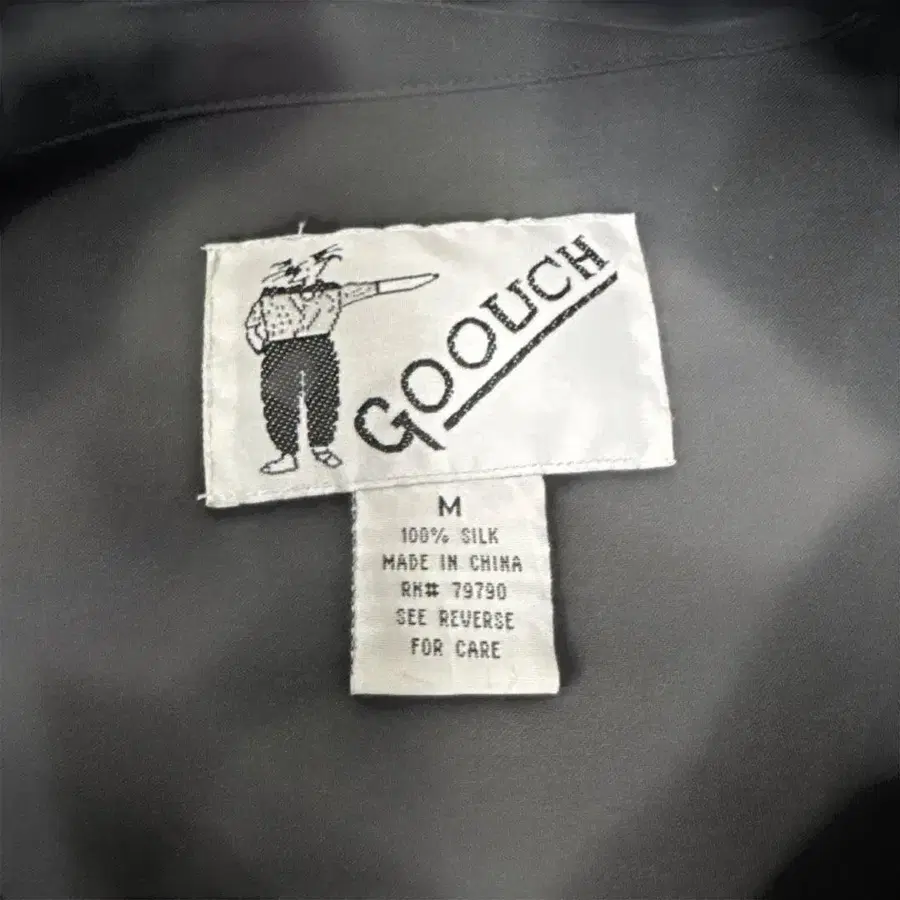 GOOUCH
M
100% SILK
MADE IN CHINA
RN# 79790
SEE REVERSE
FOR CARE